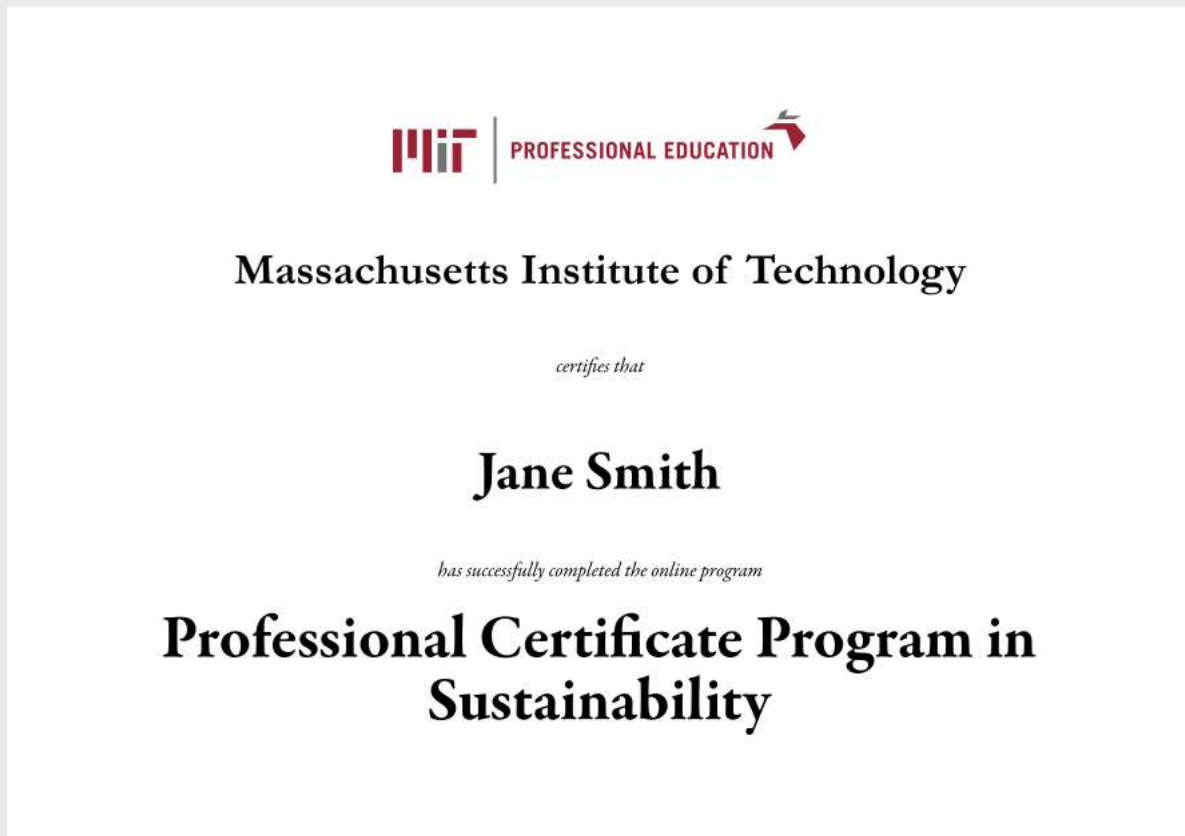 MIT PROFESSIONAL EDUCATION
Massachusetts Institute of Technology
certifies that
Jane Smith
has successfully completed the online program
Professional Certificate Program in
Sustainability